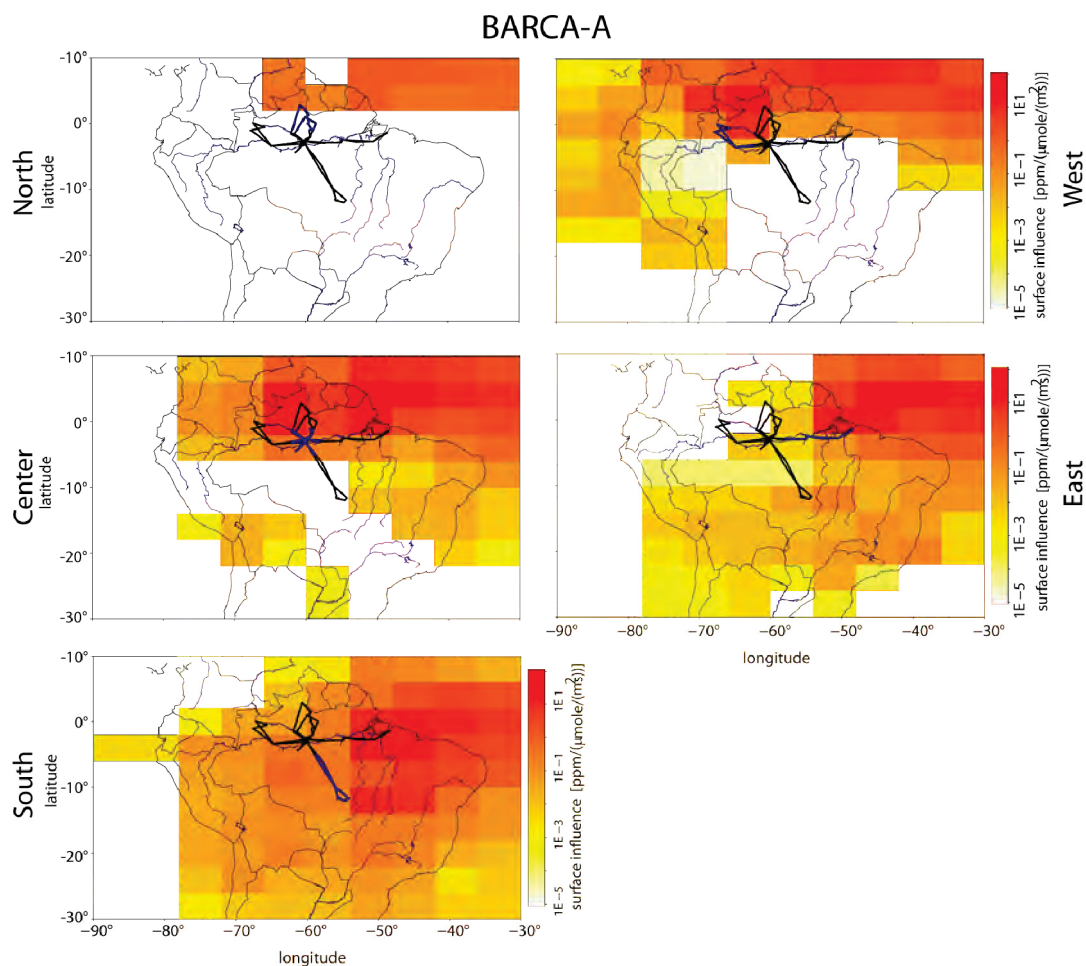 BARCA-A
North
latitude
-10°
0°
-10°
-20°
-30°
1E-5 1E-3 1E-1 1E1
surface influence [ppm/(μmole/(m²s))]
West
Center
latitude
-10°
0°
-10°
-20°
-30°
−90° −80° −70° −60° −50° −40° −30°
longitude
1E-5 1E-3 1E-1 1E1
surface influence [ppm/(μmole/(m²s))]
East
South
latitude
-10°
0°
-10°
-20°
-30°
−90° −80° −70° −60° −50° −40° −30°
longitude
1E-5 1E-3 1E-1 1E1
surface influence [ppm/(μmole/(m²s))]